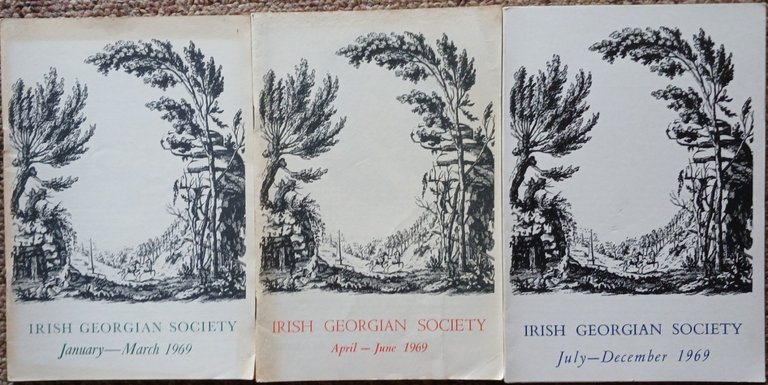 IRISH GEORGIAN SOCIETY
January—March 1969
IRISH GEORGIAN SOCIETY
April – June 1969
IRISH GEORGIAN SOCIETY
July—December 1969